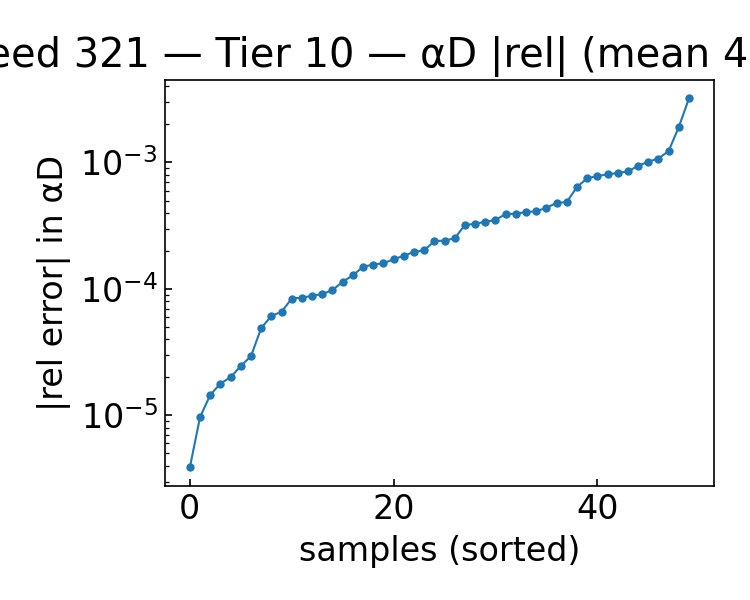 eed 321 — Tier 10 — αD |rel| (mean 4
|rel error| in αD
10⁻³
10⁻⁴
10⁻⁵
0 20 40
samples (sorted)